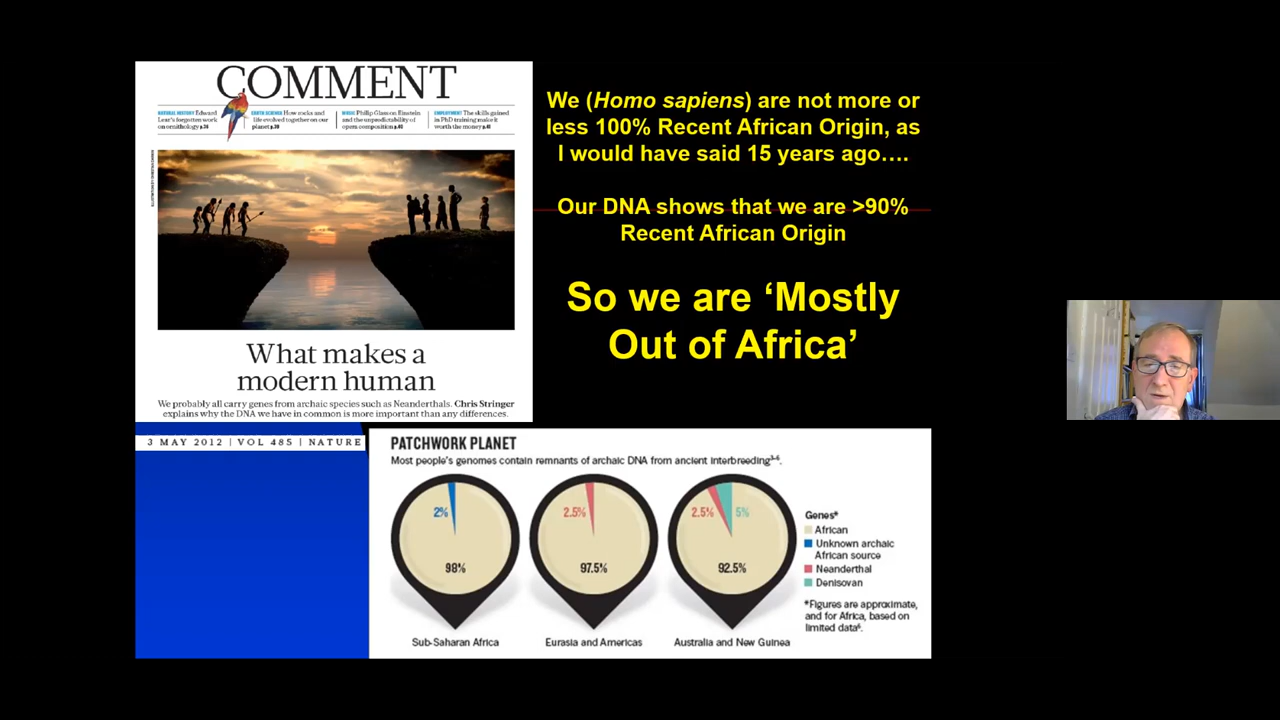 COMMENT
NATURAL HISTORY Edward Lear's forgotten work on ornithology p.36
EARTH SCIENCE How rocks and life evolved together on our planet p.39
MUSIC Philip Glass on Einstein and the unpredictability of opera composition p.40
EMPLOYMENT The skills gained in PhD training make it worth the money p.41
What makes a
modern human
We probably all carry genes from archaic species such as Neanderthals. Chris Stringer
explains why the DNA we have in common is more important than any differences.
3 MAY 2012 | VOL 485 | NATURE
We (Homo sapiens) are not more or
less 100% Recent African Origin, as
I would have said 15 years ago….
Our DNA shows that we are >90%
Recent African Origin
So we are ‘Mostly
Out of Africa’
PATCHWORK PLANET
Most people's genomes contain remnants of archaic DNA from ancient interbreeding³⁻⁶.
2%
98%
Sub-Saharan Africa
2.5%
97.5%
Eurasia and Americas
2.5%
5%
92.5%
Australia and New Guinea
Genes*
African
Unknown archaic
African source
Neanderthal
Denisovan
*Figures are approximate,
and for Africa, based on
limited data⁶.